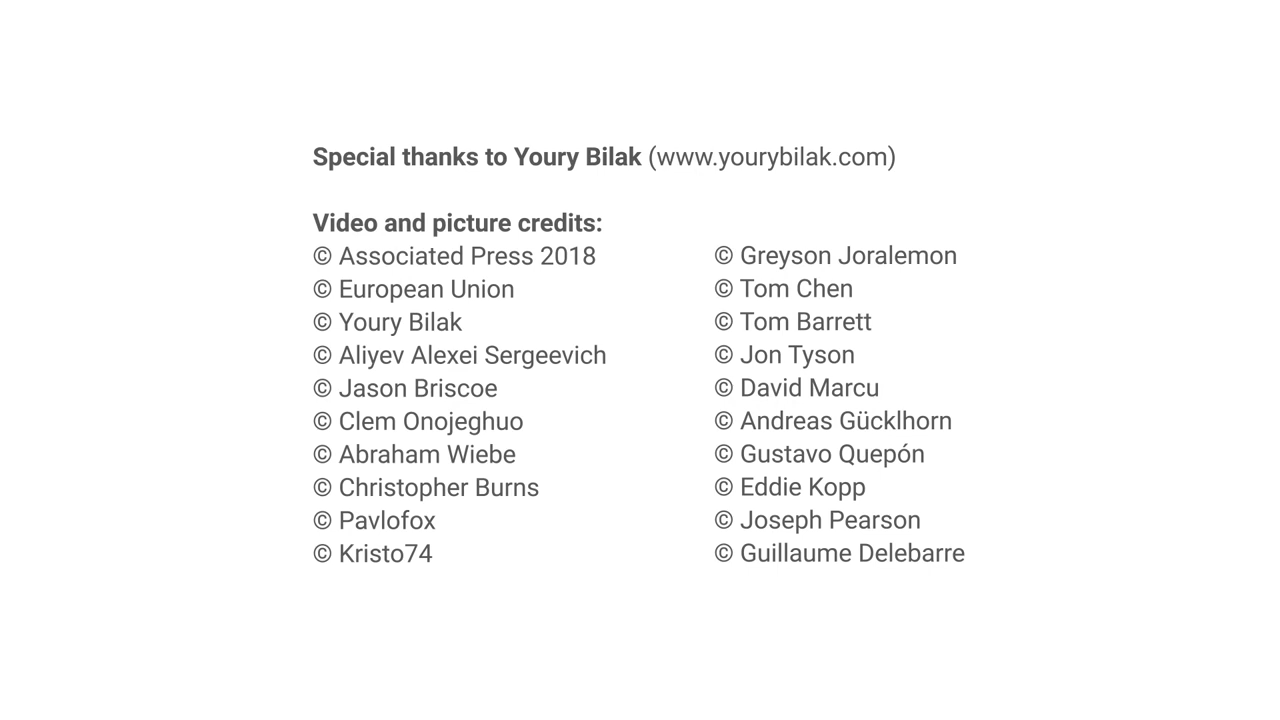 Special thanks to Youry Bilak (www.yourybilak.com)
Video and picture credits:
© Associated Press 2018
© European Union
© Youry Bilak
© Aliyev Alexei Sergeevich
© Jason Briscoe
© Clem Onojeghuo
© Abraham Wiebe
© Christopher Burns
© Pavlofox
© Kristo74
© Greyson Joralemon
© Tom Chen
© Tom Barrett
© Jon Tyson
© David Marcu
© Andreas Gücklhorn
© Gustavo Quepón
© Eddie Kopp
© Joseph Pearson
© Guillaume Delebarre